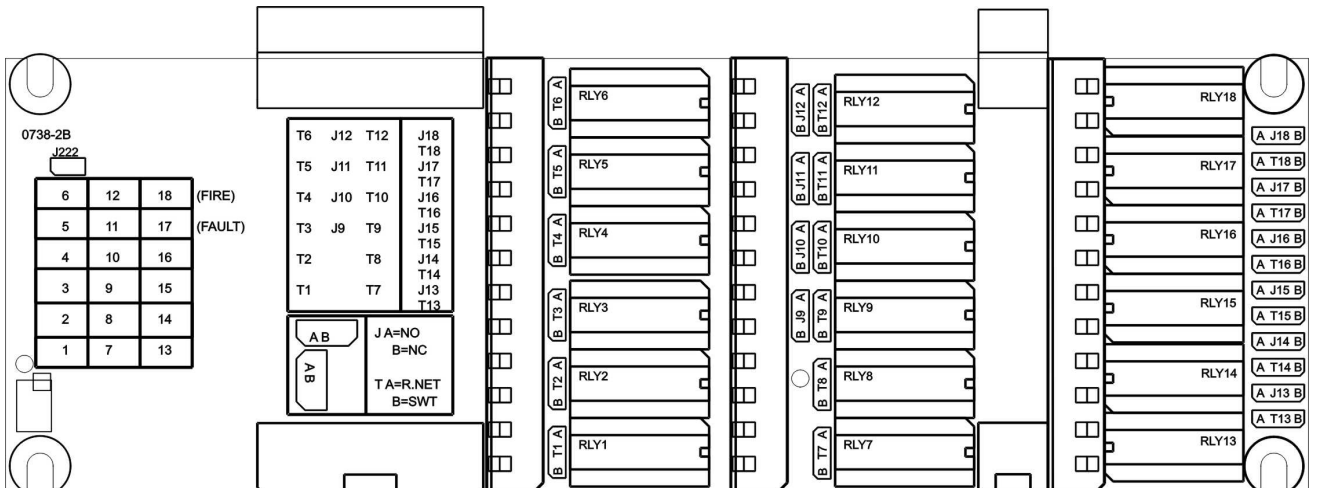 0738-2B
J222
6 12 18 (FIRE)
5 11 17 (FAULT)
4 10 16
3 9 15
2 8 14
1 7 13
T6 J12 T12 J18
T18
T5 J11 T11 J17
T17
T4 J10 T10 J16
T16
T3 J9 T9 J15
T15
T2 T8 J14
T14
T1 T7 J13
T13
A B
A B
J A=NO
B=NC
T A=R.NET
B=SWT
B T6 A
B T5 A
B T4 A
B T3 A
B T2 A
B T1 A
RLY6
RLY5
RLY4
RLY3
RLY2
RLY1
B J12 A
B T12 A
B J11 A
B T11 A
B J10 A
B T10 A
B J9 A
B T9 A
B T8 A
B T7 A
RLY12
RLY11
RLY10
RLY9
RLY8
RLY7
RLY18
RLY17
RLY16
RLY15
RLY14
RLY13
A J18 B
A T18 B
A J17 B
A T17 B
A J16 B
A T16 B
A J15 B
A T15 B
A J14 B
A T14 B
A J13 B
A T13 B